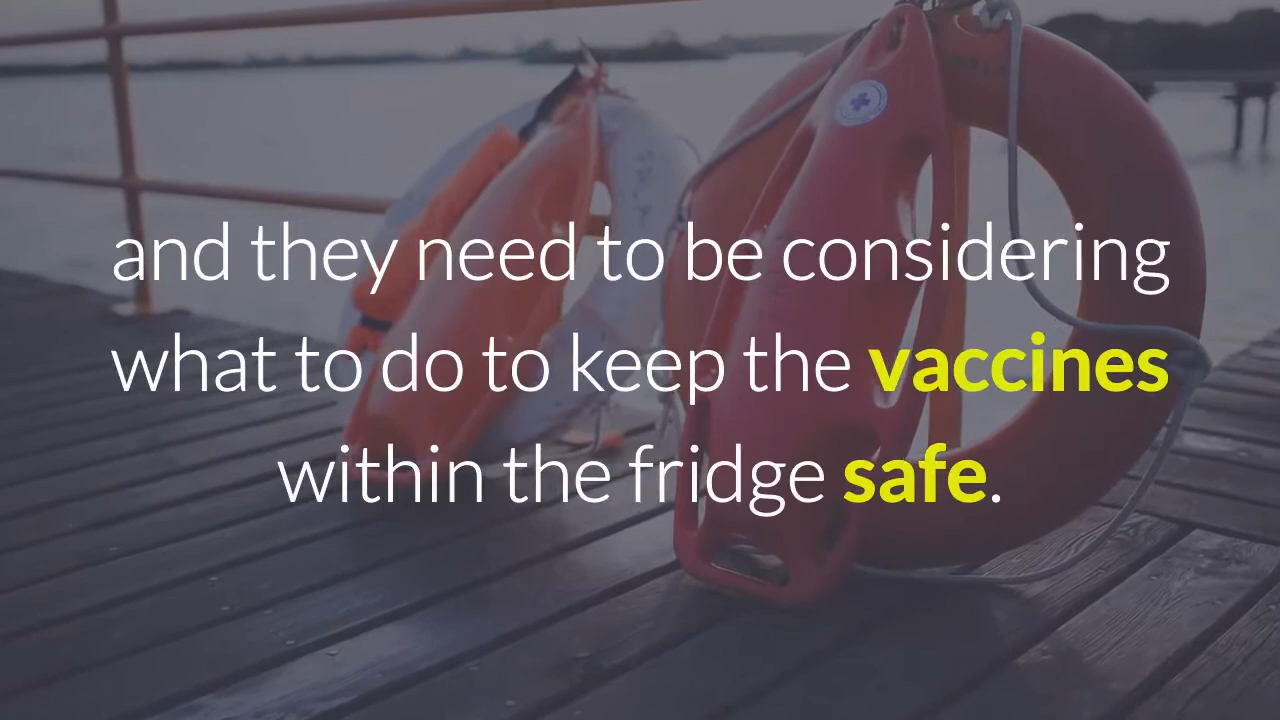 and they need to be considering
what to do to keep the vaccines
within the fridge safe.